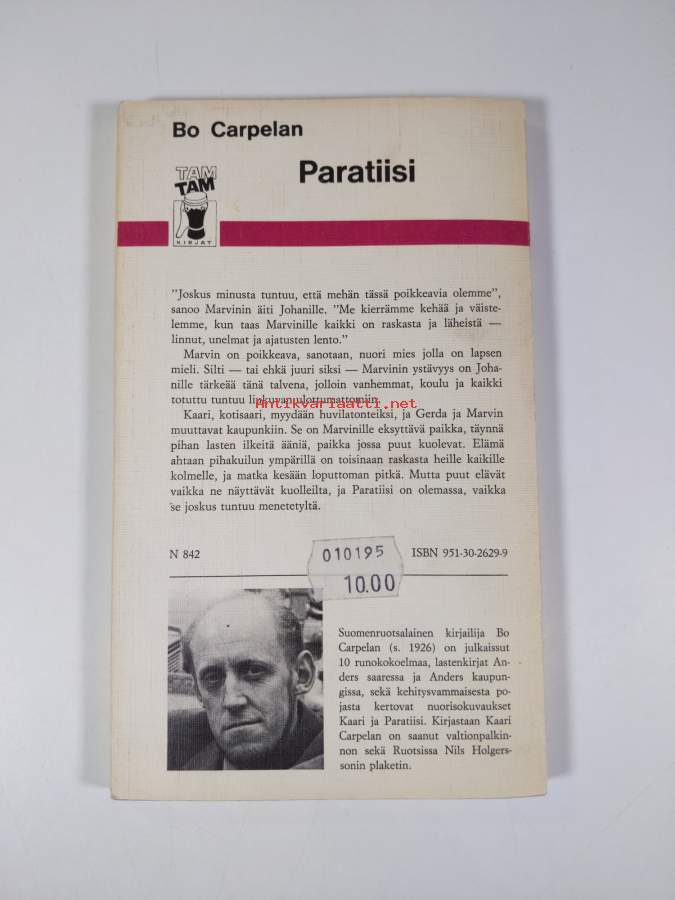 Bo Carpelan
Paratiisi
TAM
TAM
KIRJAT
"Joskus minusta tuntuu, että mehän tässä poikkeavia olemme",
sanoo Marvinin äiti Johanille. "Me kierrämme kehää ja väiste-
lemme, kun taas Marvinille kaikki on raskasta ja läheistä —
linnut, unelmat ja ajatusten lento."
Marvin on poikkeava, sanotaan, nuori mies jolla on lapsen
mieli. Silti — tai ehkä juuri siksi — Marvinin ystävyys on Joha-
nille tärkeää tänä talvena, jolloin vanhemmat, koulu ja kaikki
totuttu tuntuu
Antikvariaatti.net
Kaari, kotisaari, myydään huvilatonteiksi, ja Gerda ja Marvin
muuttavat kaupunkiin. Se on Marvinille eksyttävä paikka, täynnä
pihan lasten ilkeitä ääniä, paikka jossa puut kuolevat. Elämä
ahtaan pihakuilun ympärillä on toisinaan raskasta heille kaikille
kolmelle, ja matka kesään loputtoman pitkä. Mutta puut elävät
vaikka ne näyttävät kuolleilta, ja Paratiisi on olemassa, vaikka
se joskus tuntuu menetetyltä.
N 842
ISBN 951-30-2629-9
010195
10.00
Suomenruotsalainen kirjailija Bo
Carpelan (s. 1926) on julkaissut
10 runokokoelmaa, lastenkirjat An-
ders saaressa ja Anders kaupun-
gissa, sekä kehitysvammaisesta po-
jasta kertovat nuorisokuvaukset
Kaari ja Paratiisi. Kirjastaan Kaari
Carpelan on saanut valtionpalkin-
non sekä Ruotsissa Nils Holgers-
sonin plaketin.